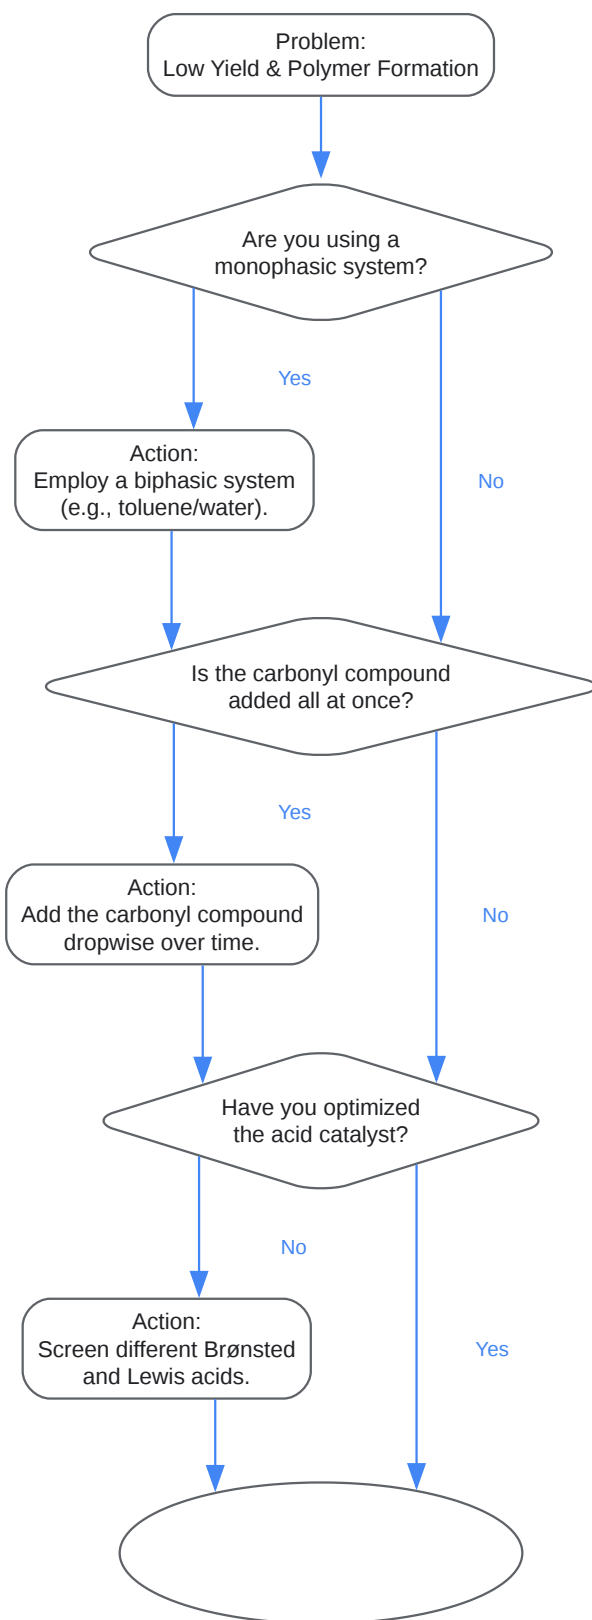 Problem:
Low Yield & Polymer Formation
Are you using a
monophasic system?
Yes
Action:
Employ a biphasic system
(e.g., toluene/water).
No
Is the carbonyl compound
added all at once?
Yes
Action:
Add the carbonyl compound
dropwise over time.
No
Have you optimized
the acid catalyst?
No
Action:
Screen different Brønsted
and Lewis acids.
Yes